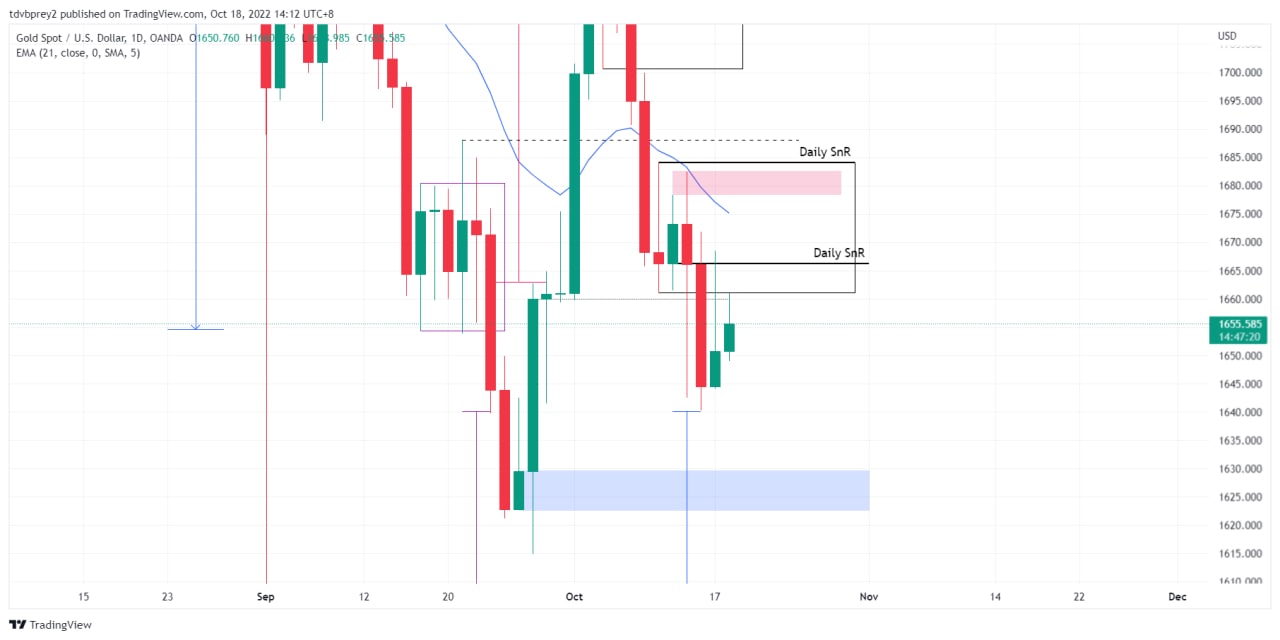 tdvbprey2 published on TradingView.com, Oct 18, 2022 14:12 UTC+8
Gold Spot / U.S. Dollar, 1D, OANDA O1650.760
EMA (21, close, 0, SMA, 5)
USD
1700.000
1695.000
1690.000
Daily SnR
1685.000
1680.000
1675.000
1670.000
Daily SnR
1665.000
1660.000
1655.585
14:47:20
1650.000
1645.000
1640.000
1635.000
1630.000
1625.000
1620.000
1615.000
1610.000
15 23 Sep 12 20 Oct 17 Nov 14 22 Dec
TradingView